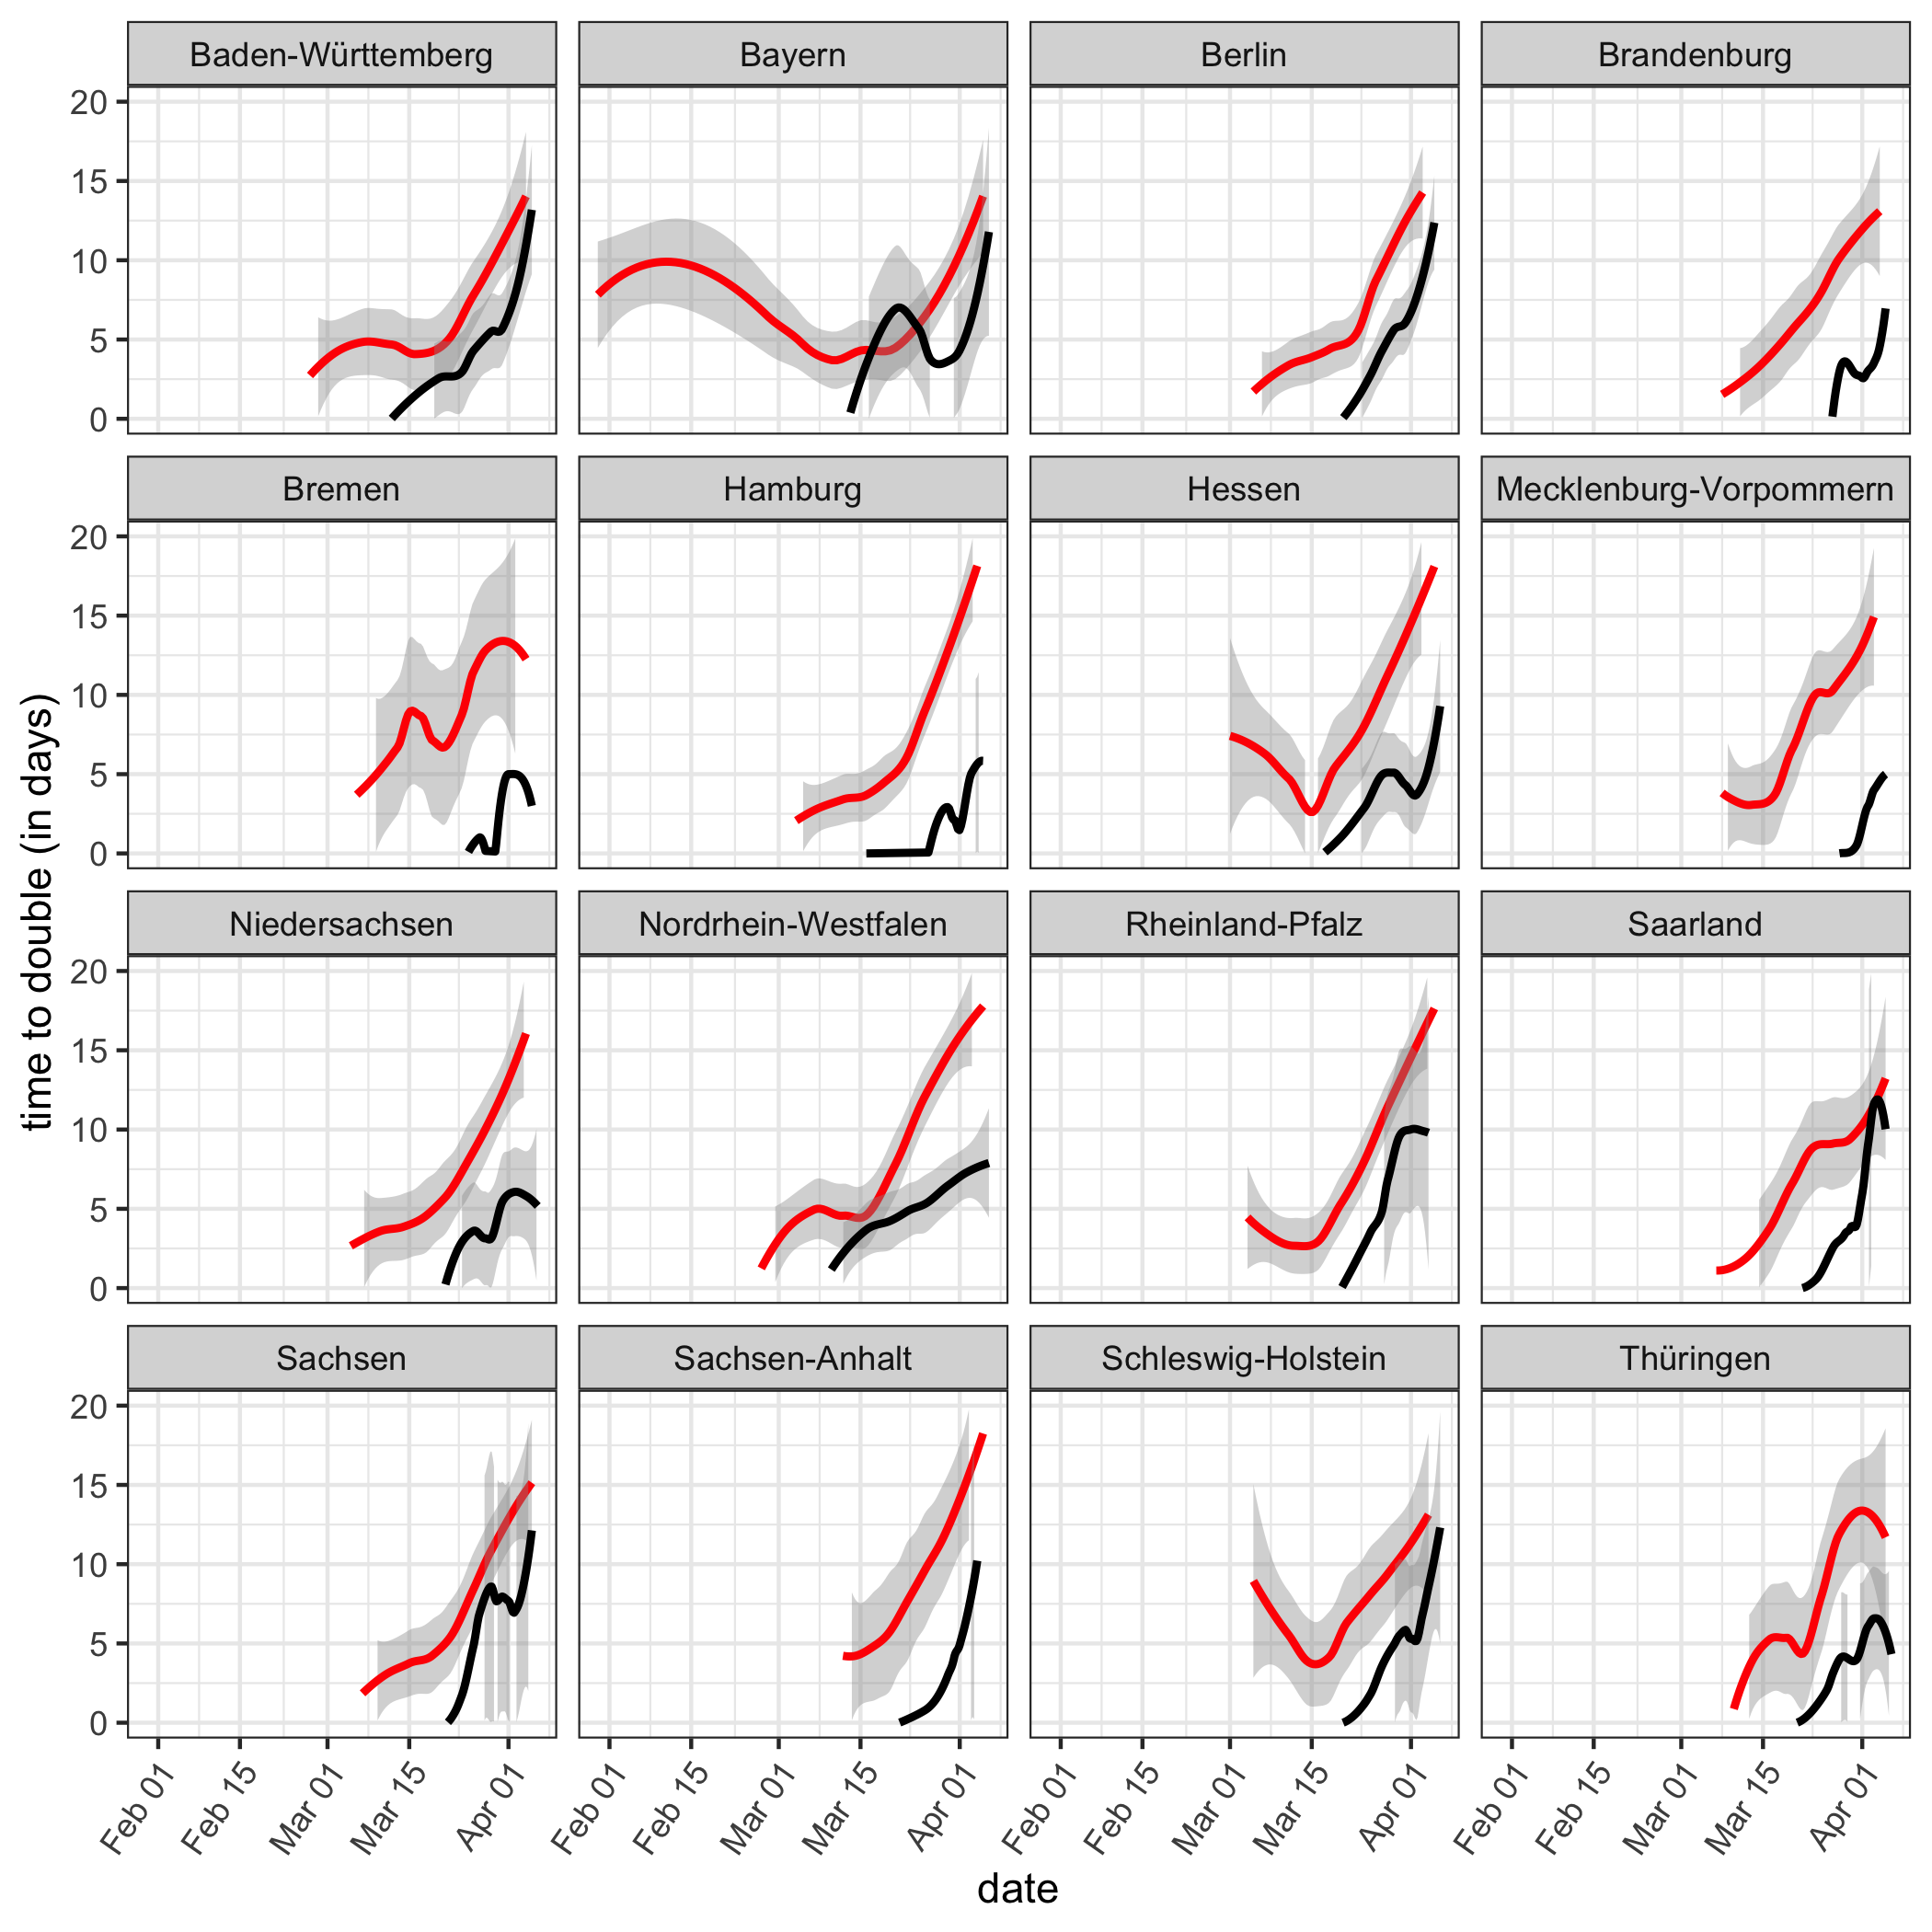 Baden-Württemberg Bayern Berlin Brandenburg
20
15
10
5
0
Bremen Hamburg Hessen Mecklenburg-Vorpommern
20
15
10
5
0
Niedersachsen Nordrhein-Westfalen Rheinland-Pfalz Saarland
20
15
10
5
0
Sachsen Sachsen-Anhalt Schleswig-Holstein Thüringen
20
15
10
5
0
time to double (in days)
Feb 01 Feb 15 Mar 01 Mar 15 Apr 01 Feb 01 Feb 15 Mar 01 Mar 15 Apr 01 Feb 01 Feb 15 Mar 01 Mar 15 Apr 01 Feb 01 Feb 15 Mar 01 Mar 15 Apr 01
date